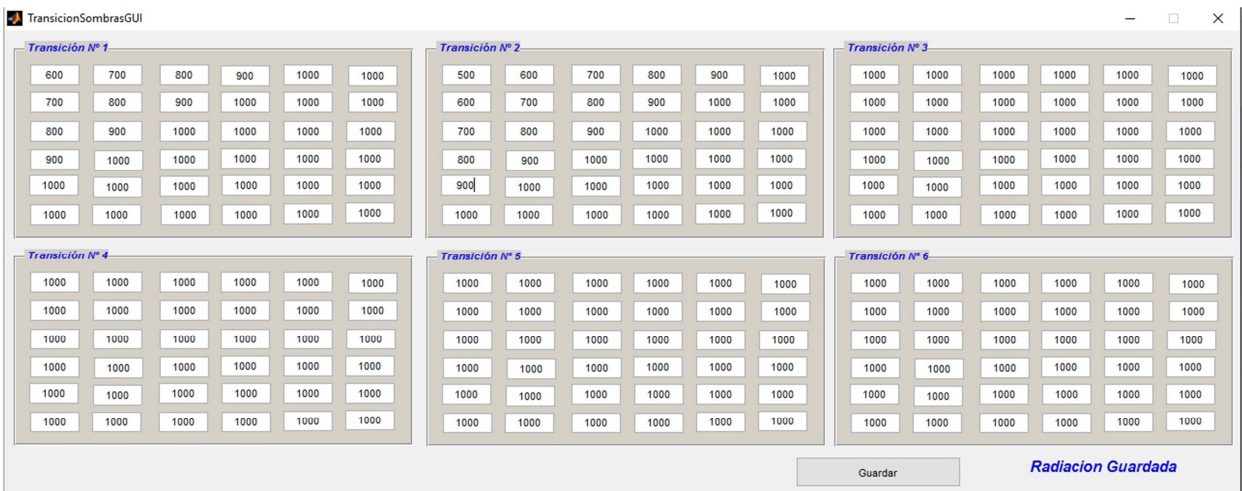 TransicionSombrasGUI
Transición Nº 1
600 700 800 900 1000 1000
700 800 900 1000 1000 1000
800 900 1000 1000 1000 1000
900 1000 1000 1000 1000 1000
1000 1000 1000 1000 1000 1000
1000 1000 1000 1000 1000 1000
Transición Nº 2
500 600 700 800 900 1000
600 700 800 900 1000 1000
700 800 900 1000 1000 1000
800 900 1000 1000 1000 1000
900 1000 1000 1000 1000 1000
1000 1000 1000 1000 1000 1000
Transición Nº 3
1000 1000 1000 1000 1000 1000
1000 1000 1000 1000 1000 1000
1000 1000 1000 1000 1000 1000
1000 1000 1000 1000 1000 1000
1000 1000 1000 1000 1000 1000
1000 1000 1000 1000 1000 1000
Transición Nº 4
1000 1000 1000 1000 1000 1000
1000 1000 1000 1000 1000 1000
1000 1000 1000 1000 1000 1000
1000 1000 1000 1000 1000 1000
1000 1000 1000 1000 1000 1000
1000 1000 1000 1000 1000 1000
Transición Nº 5
1000 1000 1000 1000 1000 1000
1000 1000 1000 1000 1000 1000
1000 1000 1000 1000 1000 1000
1000 1000 1000 1000 1000 1000
1000 1000 1000 1000 1000 1000
1000 1000 1000 1000 1000 1000
Transición Nº 6
1000 1000 1000 1000 1000 1000
1000 1000 1000 1000 1000 1000
1000 1000 1000 1000 1000 1000
1000 1000 1000 1000 1000 1000
1000 1000 1000 1000 1000 1000
1000 1000 1000 1000 1000 1000
Guardar
Radiacion Guardada